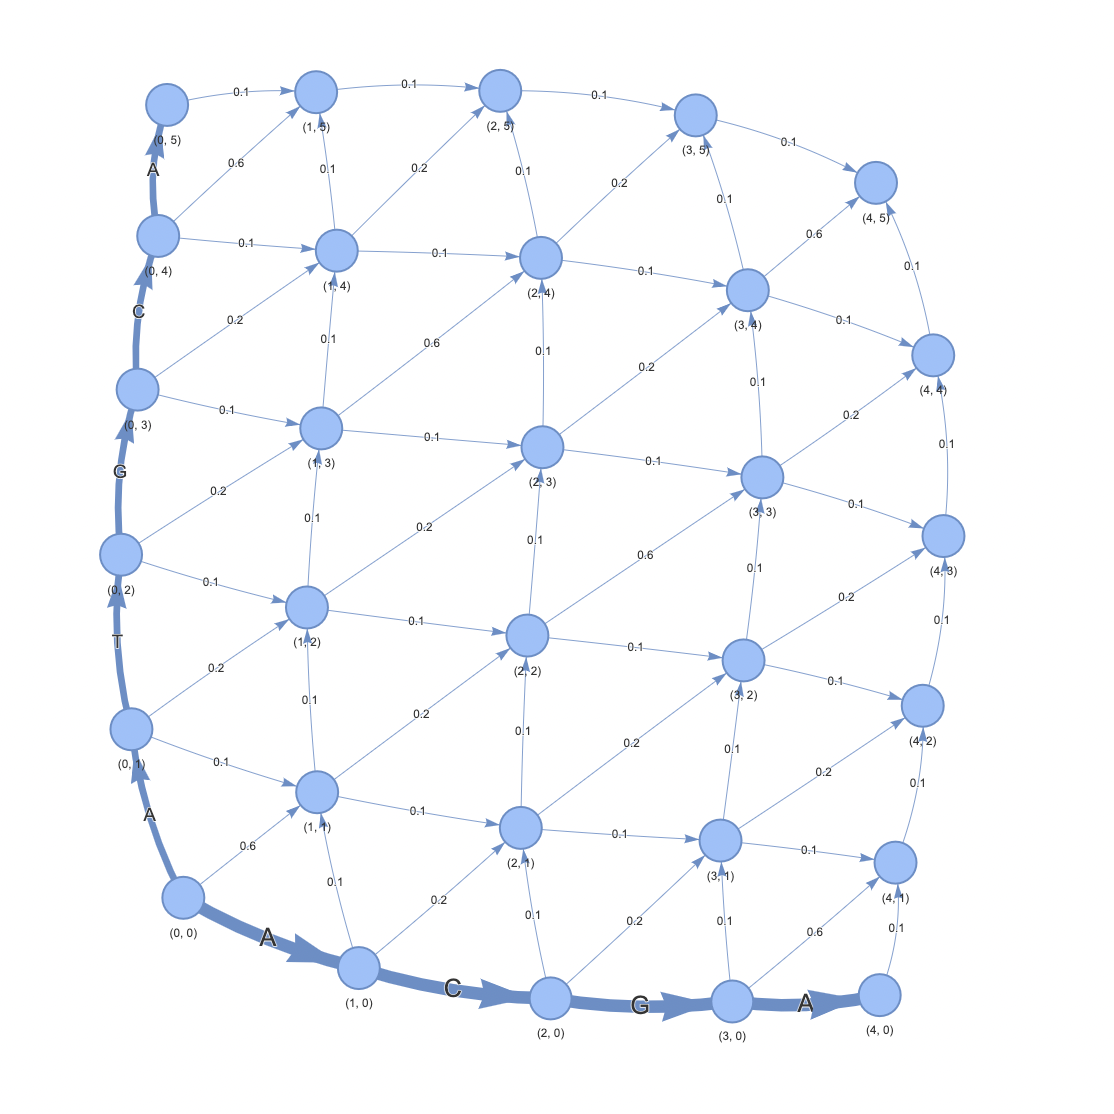 0.1 0.1 0.1
(0, 5) (1, 5) (2, 5) (3, 5) 0.1
A 0.6 0.1 0.2 0.1 0.2 0.1 (4, 5)
0.1 0.1 0.1 0.6 0.1
(0, 4) (1, 4) (2, 4) (3, 4) 0.1
C 0.2 0.1 0.6 0.1 0.2 0.1 (4, 4)
0.1 0.1 0.1 0.2 0.1
(0, 3) (1, 3) (2, 3) (3, 3) 0.1
G 0.2 0.1 0.2 0.1 0.6 0.1 (4, 3)
0.1 0.1 0.1 0.2 0.1
(0, 2) (1, 2) (2, 2) (3, 2) 0.1
T 0.2 0.1 0.2 0.1 0.2 0.1 (4, 2)
0.1 0.1 0.1 0.2 0.1
(0, 1) (1, 1) (2, 1) (3, 1) 0.1
A 0.6 0.1 0.2 0.1 0.2 0.1 0.6 (4, 1)
(0, 0) 0.1
A C G A
(1, 0) (2, 0) (3, 0) (4, 0)